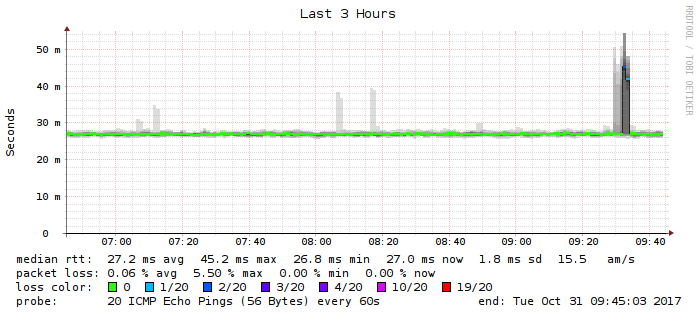 Last 3 Hours
RRDTOOL / TOBI OETIKER
Seconds
50 m
40 m
30 m
20 m
10 m
0
07:00 07:20 07:40 08:00 08:20 08:40 09:00 09:20 09:40
median rtt: 27.2 ms avg 45.2 ms max 26.8 ms min 27.0 ms now 1.8 ms sd 15.5 am/s
packet loss: 0.06 % avg 5.50 % max 0.00 % min 0.00 % now
loss color: 0 1/20 2/20 3/20 4/20 10/20 19/20
probe: 20 ICMP Echo Pings (56 Bytes) every 60s end: Tue Oct 31 09:45:03 2017